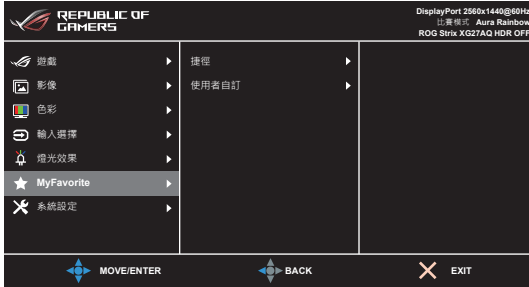 REPUBLIC OF
GAMERS
DisplayPort 2560x1440@60Hz
比賽模式 Aura Rainbow
ROG Strix XG27AQ HDR OFF
遊戲
捷徑
影像
使用者自訂
色彩
輸入選擇
燈光效果
MyFavorite
系統設定
MOVE/ENTER
BACK
EXIT